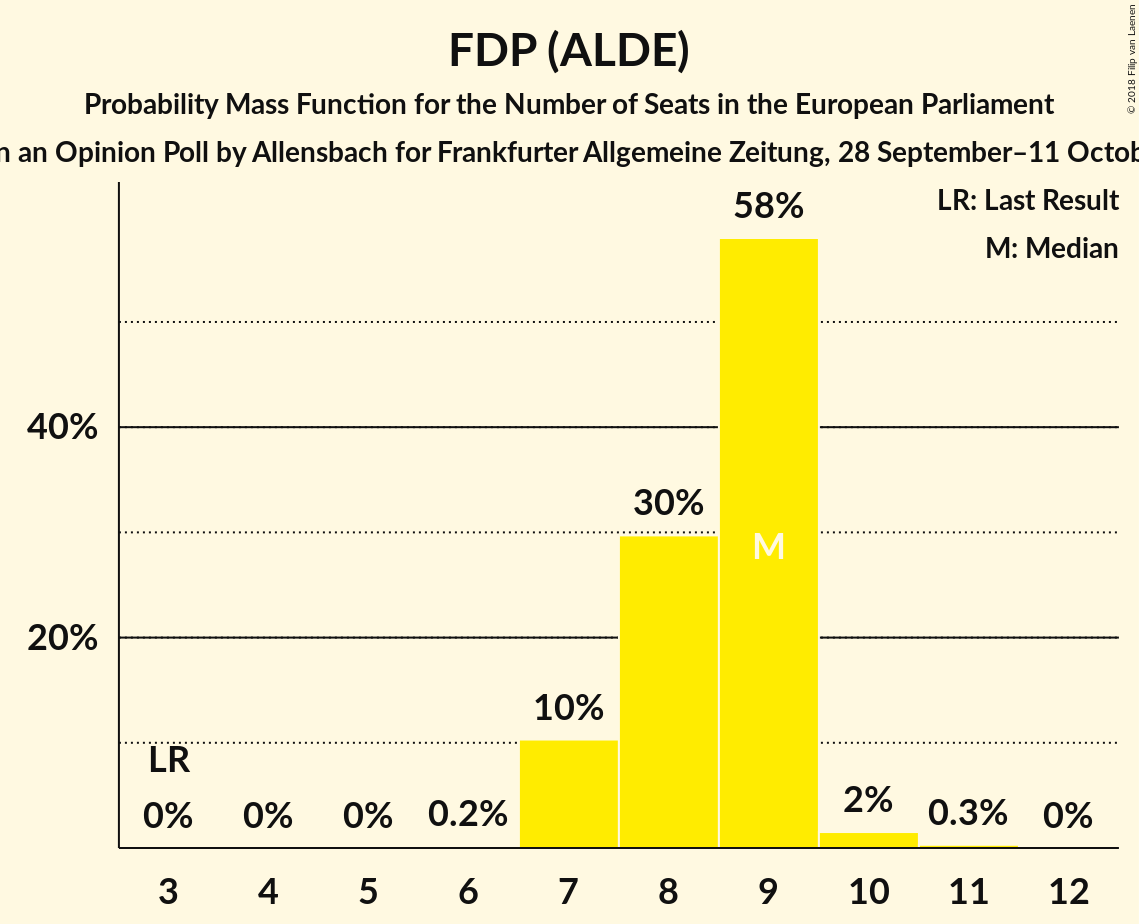 FDP (ALDE)
Probability Mass Function for the Number of Seats in the European Parliament
an Opinion Poll by Allensbach for Frankfurter Allgemeine Zeitung, 28 September–11
© 2018 Filip van Laenen
LR: Last Result
M: Median
58%
40%
30%
M
20%
10%
LR
0% 0% 0% 0.2% 2% 0.3% 0%
3 4 5 6 7 8 9 10 11 12